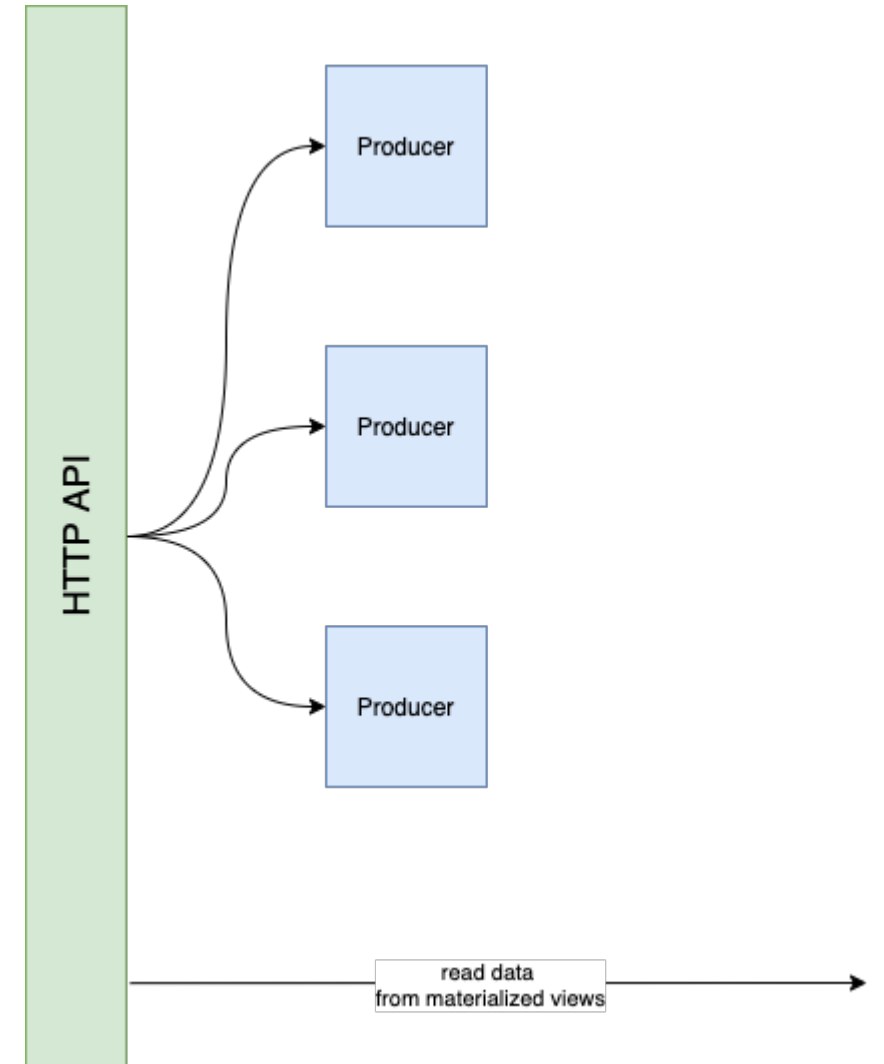 HTTP API
Producer
Producer
Producer
read data
from materialized views